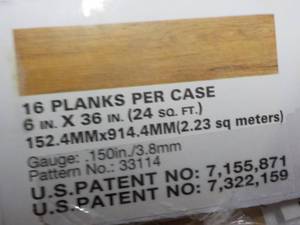 16 PLANKS PER CASE
6 IN. X 36 IN. (24 SQ. FT.)
152.4MMx914.4MM(2.23 sq meters)
Gauge: .150in./3.8mm
Pattern No.: 33114
U.S.PATENT NO: 7,155,871
U.S.PATENT NO: 7,322,159